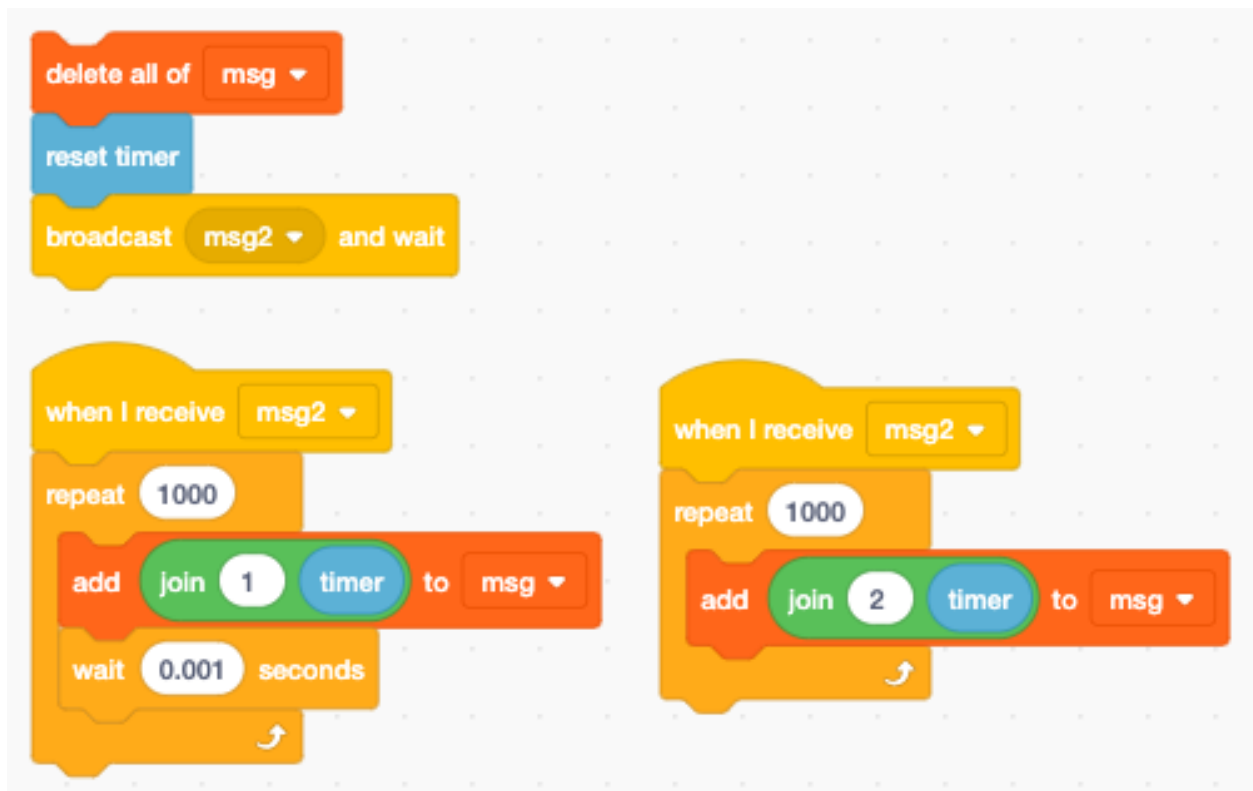 delete all of msg
reset timer
broadcast msg2 and wait
when I receive msg2
repeat 1000
add join 1 timer to msg
wait 0.001 seconds
when I receive msg2
repeat 1000
add join 2 timer to msg